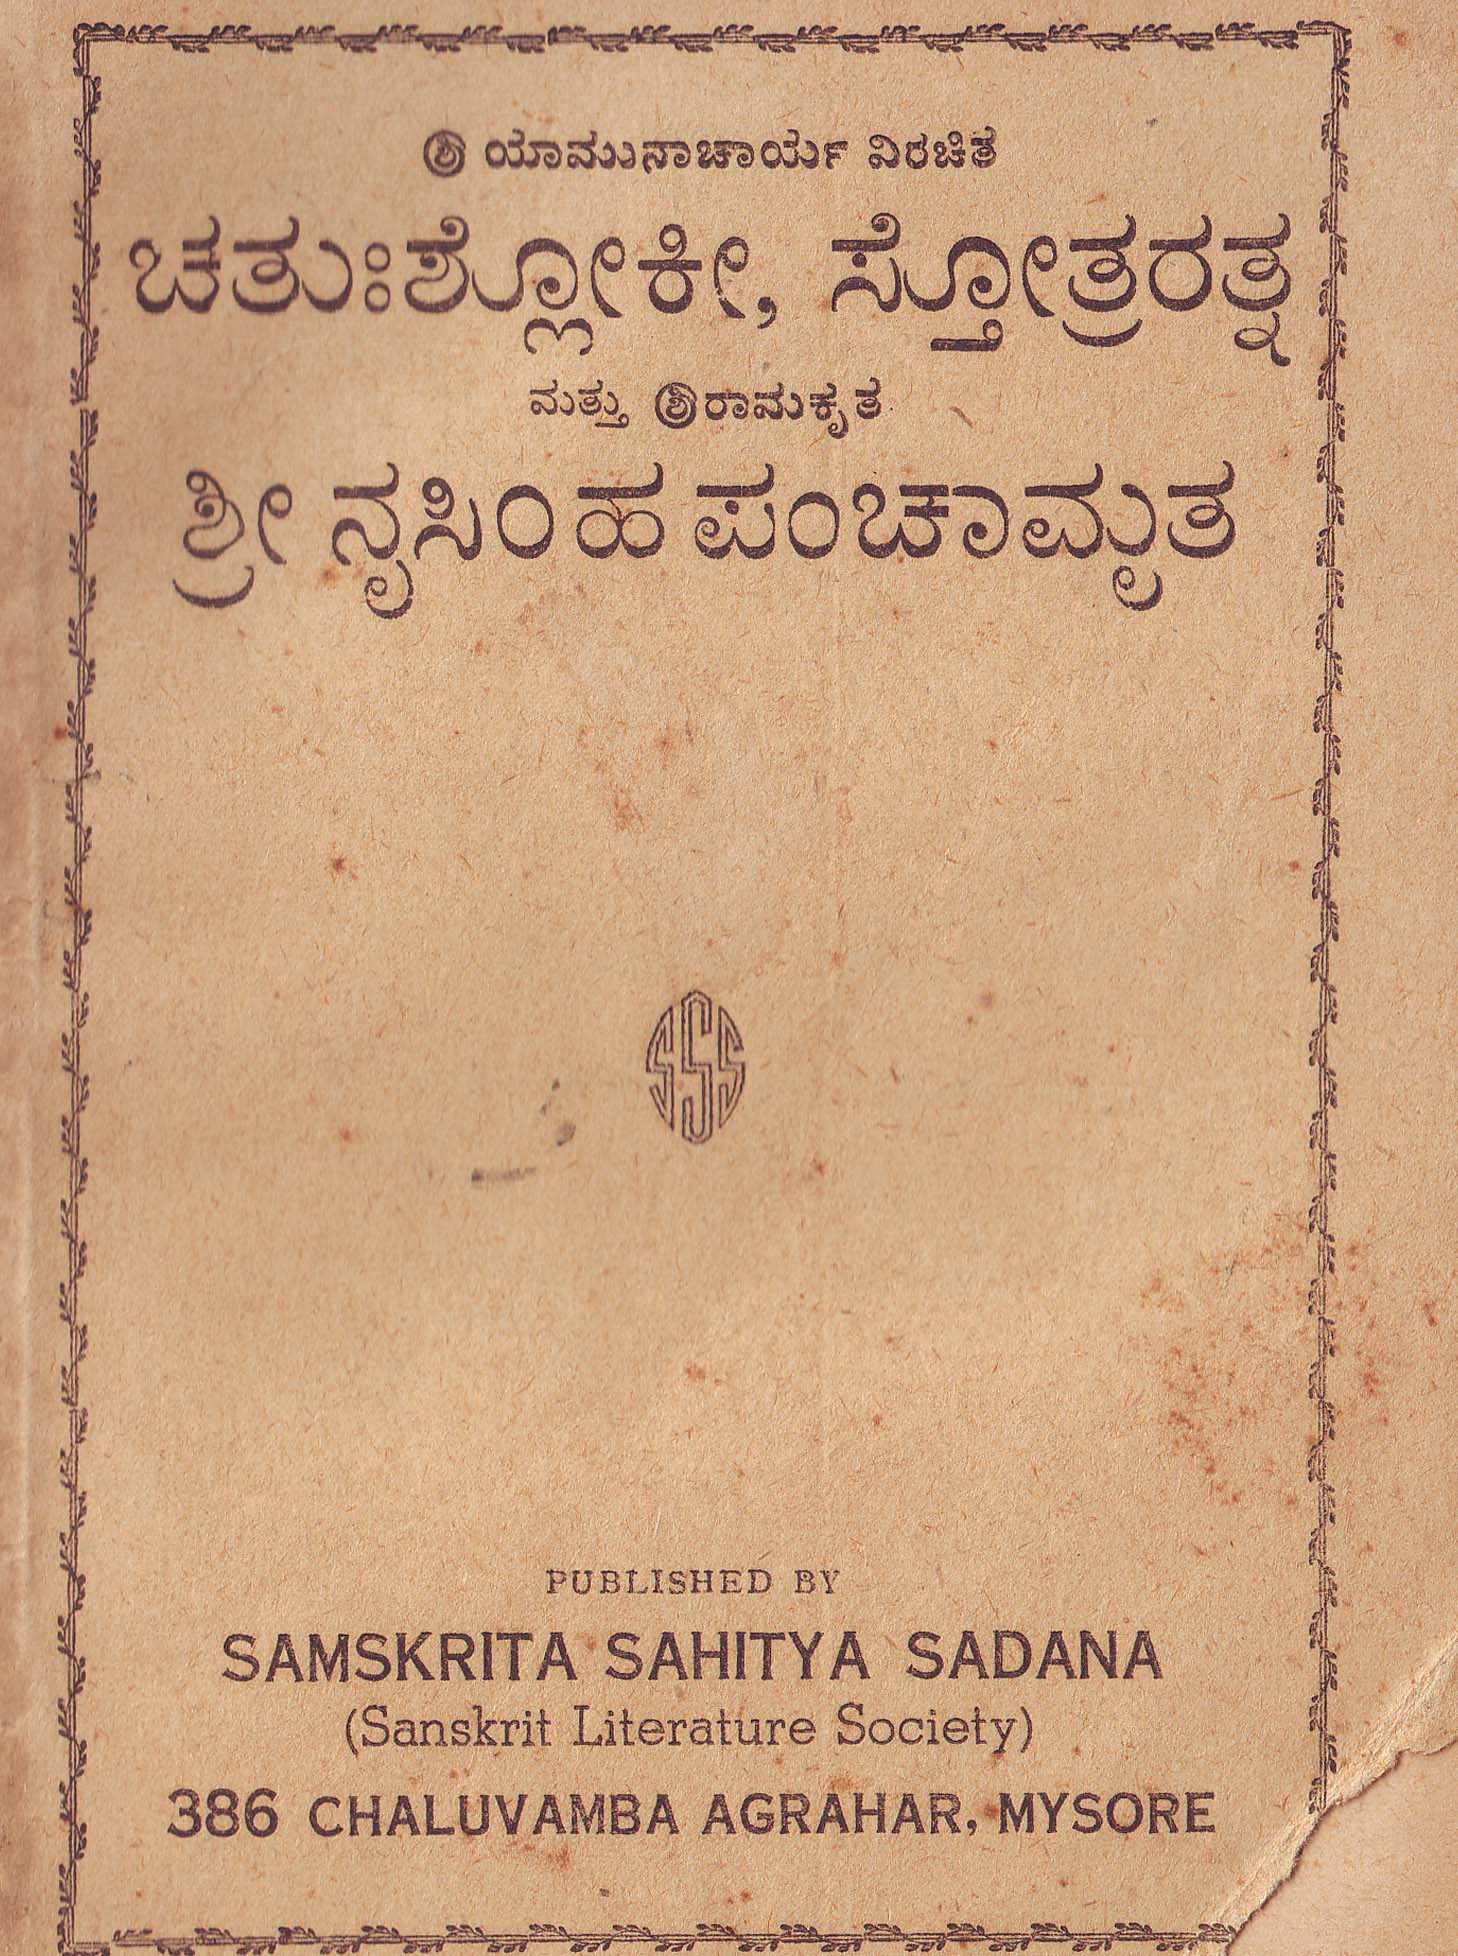 ಶ್ರೀ ಯಾಮುನಾಚಾರ್ಯ ವಿರಚಿತ
ಚತುಃಶ್ಲೋಕೀ, ಸ್ತೋತ್ರರತ್ನ
ಮತ್ತು ಶ್ರೀರಾಮಕೃತ
ಶ್ರೀ ನೃಸಿಂಹ ಪಂಚಾಮೃತ
SSS
PUBLISHED BY
SAMSKRITA SAHITYA SADANA
(Sanskrit Literature Society)
386 CHALUVAMBA AGRAHAR, MYSORE